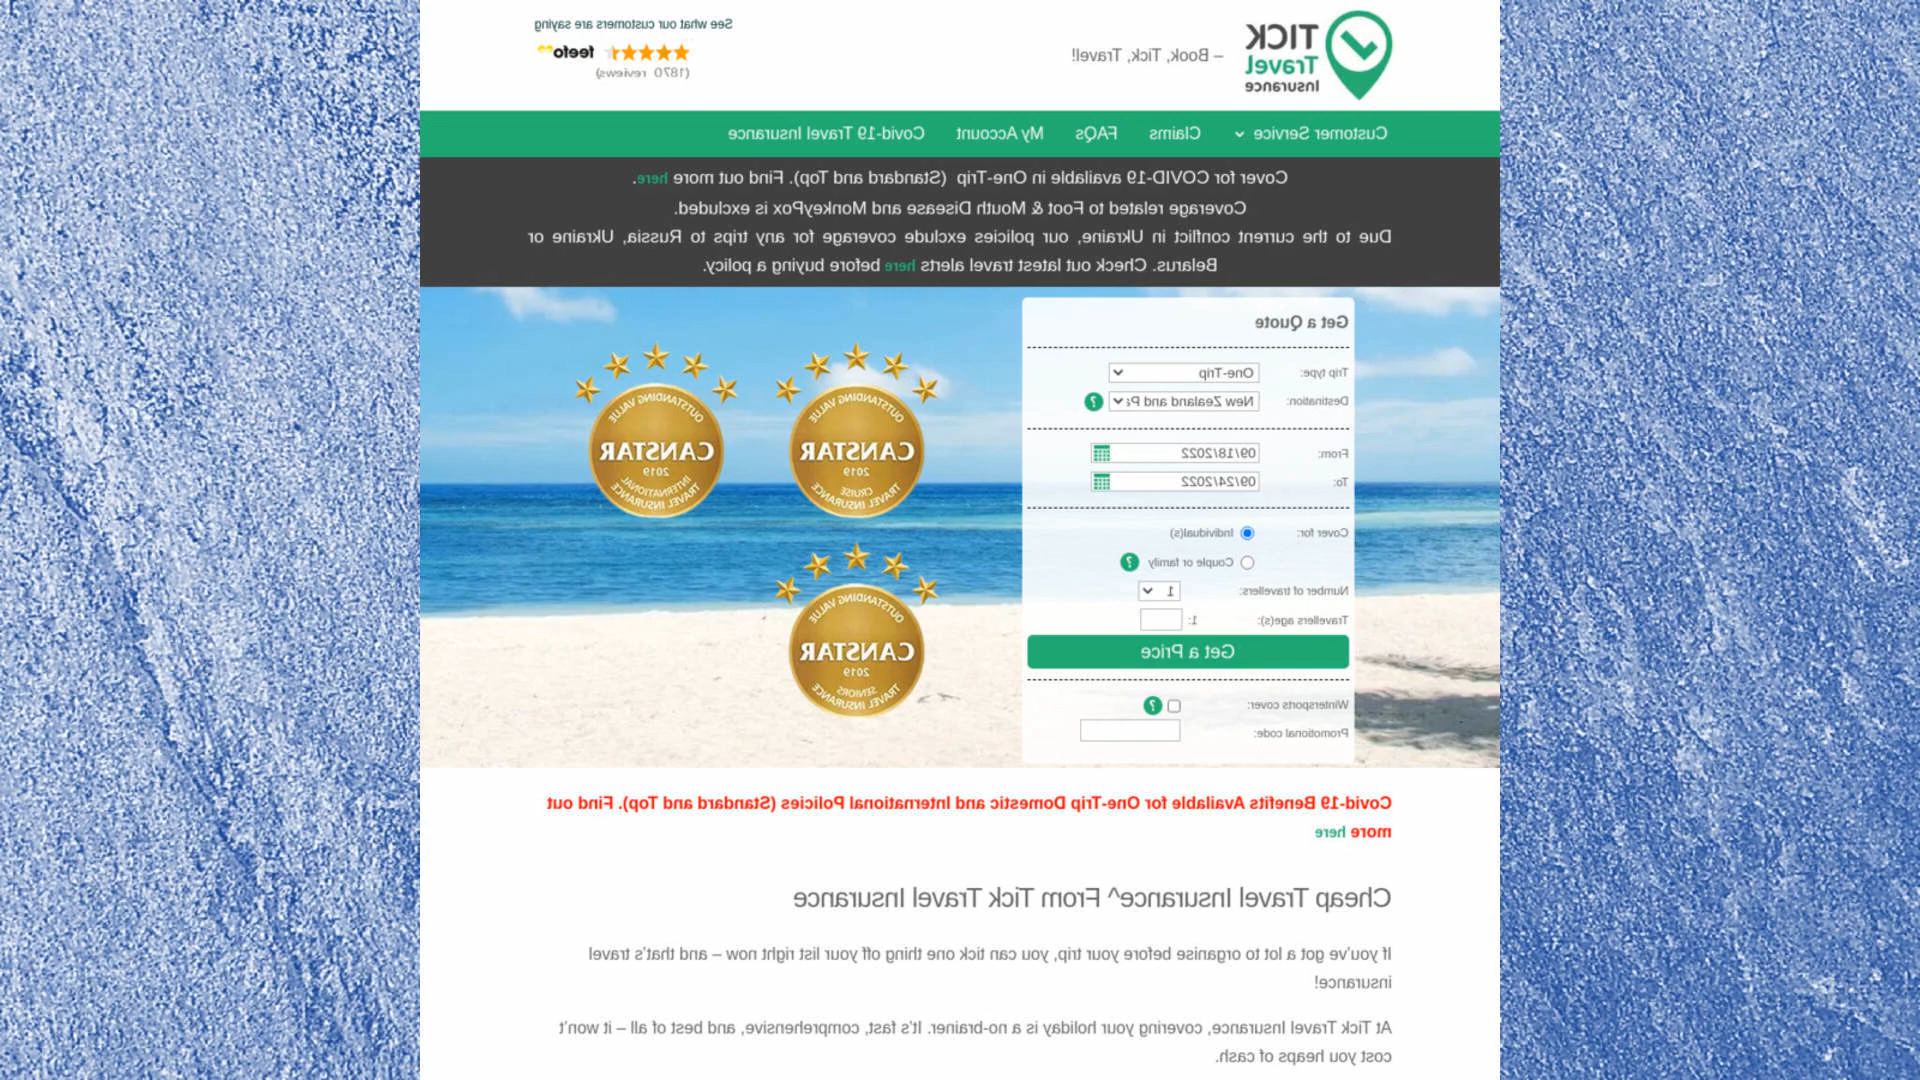 TICK
Travel
Insurance
– Book, Tick, Travel!
See what our customers are saying
feefo
(1870 reviews)
Customer Service Claims FAQs My Account Covid-19 Travel Insurance
Cover for COVID-19 available in One-Trip (Standard and Top). Find out more here.
Coverage related to Foot & Mouth Disease and MonkeyPox is excluded.
Due to the current conflict in Ukraine, our policies exclude coverage for any trips to Russia, Ukraine or
Belarus. Check out latest travel alerts here before buying a policy.
Get a Quote
Trip type: One-Trip
Destination: New Zealand and Pa ?
From: 09/18/2022
To: 09/24/2022
Cover for: Individual(s)
Couple or family ?
Number of travellers: 1
Travellers age(s): 1:
Get a Price
Wintersports cover: ?
Promotional code:
OUTSTANDING VALUE
CANSTAR
2019
CRUISE
TRAVEL INSURANCE
OUTSTANDING VALUE
CANSTAR
2019
INTERNATIONAL
TRAVEL INSURANCE
OUTSTANDING VALUE
CANSTAR
2019
SENIORS
TRAVEL INSURANCE
Covid-19 Benefits Available for One-Trip Domestic and International Policies (Standard and Top). Find out
more here
Cheap Travel Insurance^ From Tick Travel Insurance
If you've got a lot to organise before your trip, you can tick one thing off your list right now – and that's travel
insurance!
At Tick Travel Insurance, covering your holiday is a no-brainer. It's fast, comprehensive, and best of all – it won't
cost you heaps of cash.